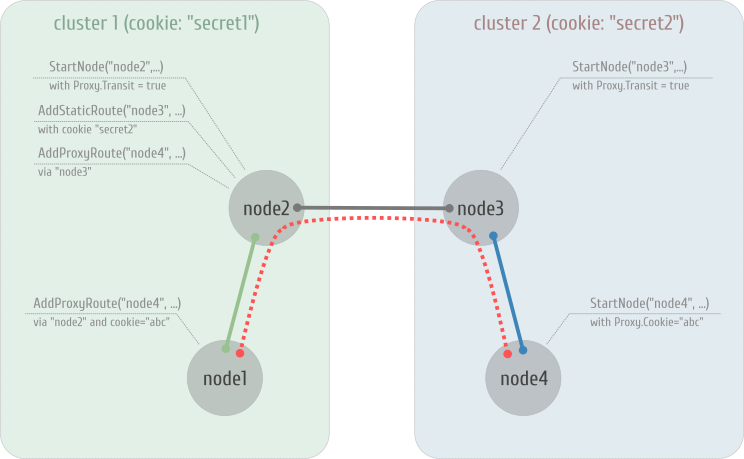 cluster 1 (cookie: "secret1")
StartNode("node2",...)
with Proxy.Transit = true
AddStaticRoute("node3", ...)
with cookie "secret2"
AddProxyRoute("node4", ...)
via "node3"
node2
AddProxyRoute("node4", ...)
via "node2" and cookie="abc"
node1
cluster 2 (cookie: "secret2")
StartNode("node3",...)
with Proxy.Transit = true
node3
StartNode("node4", ...)
with Proxy.Cookie="abc"
node4